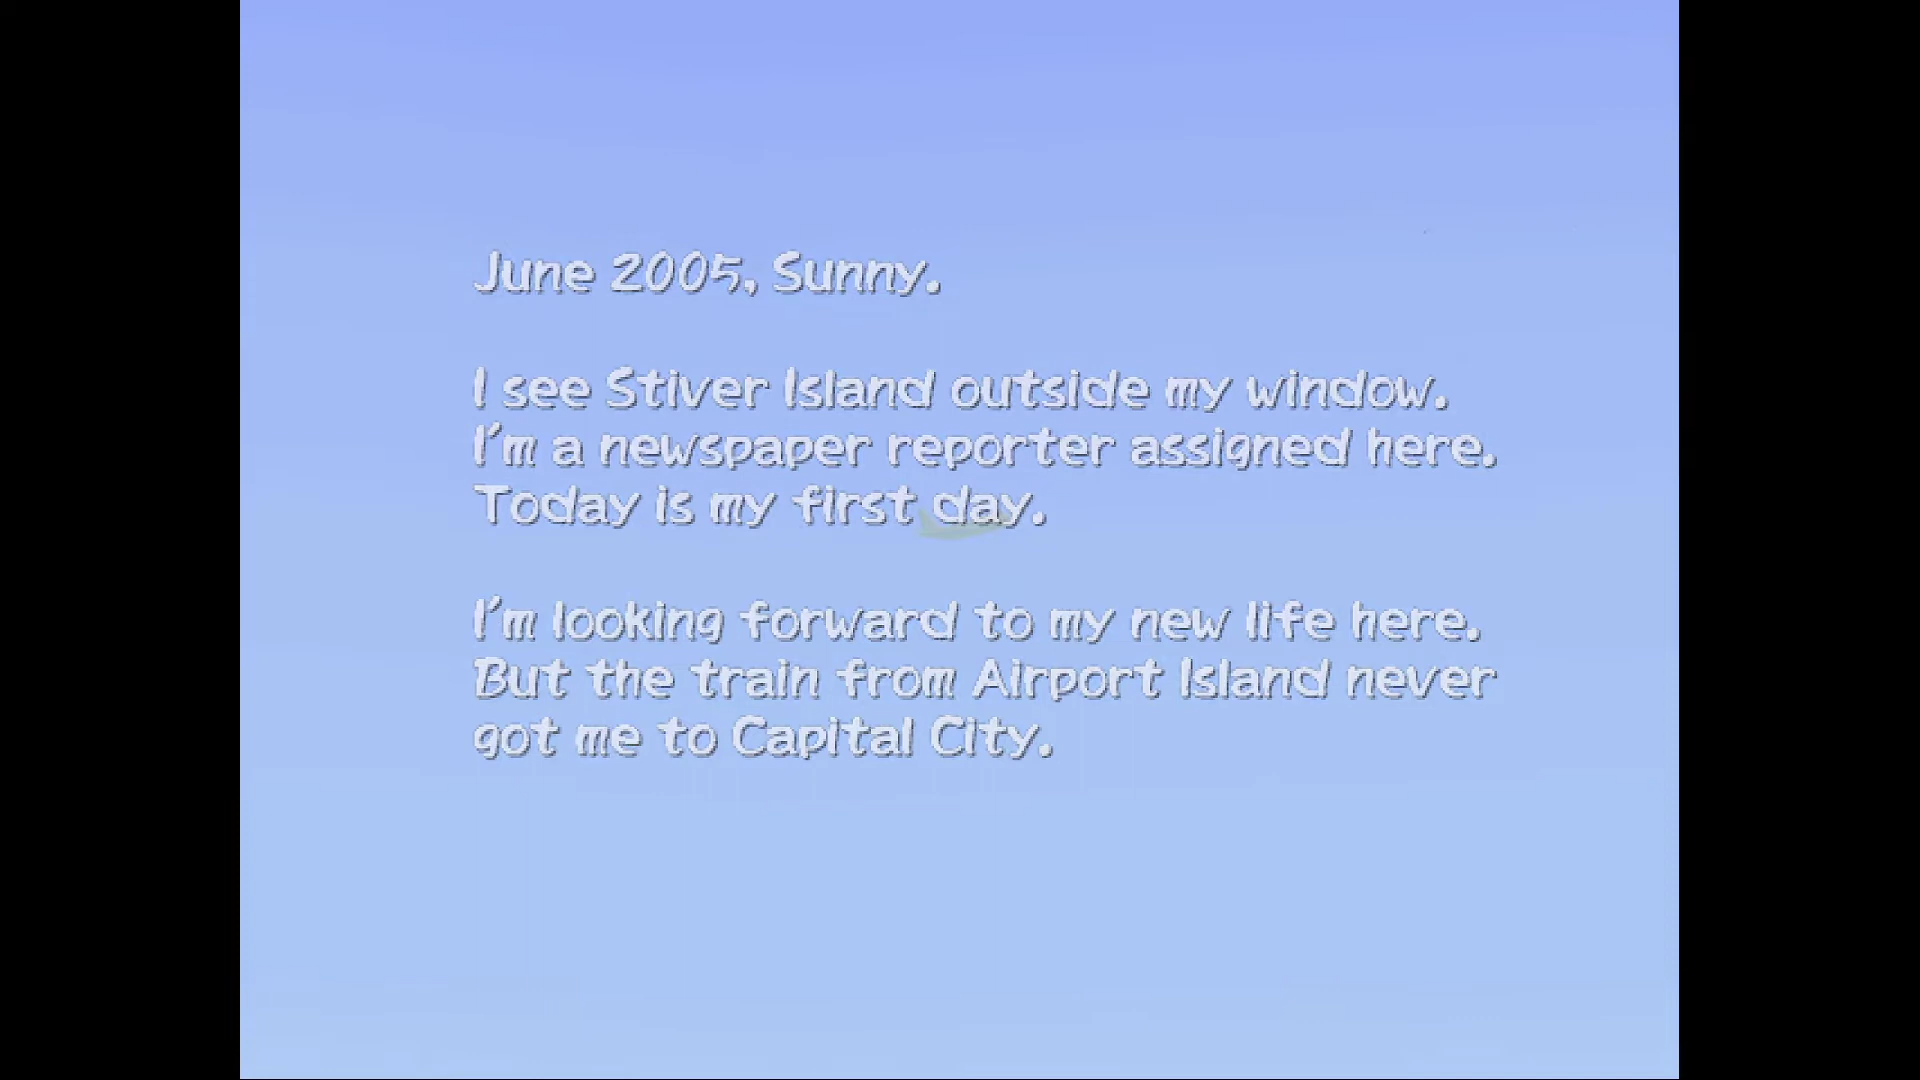 June 2005, Sunny.
I see Stiver Island outside my window.
I'm a newspaper reporter assigned here.
Today is my first day.
I'm looking forward to my new life here.
But the train from Airport Island never
got me to Capital City.